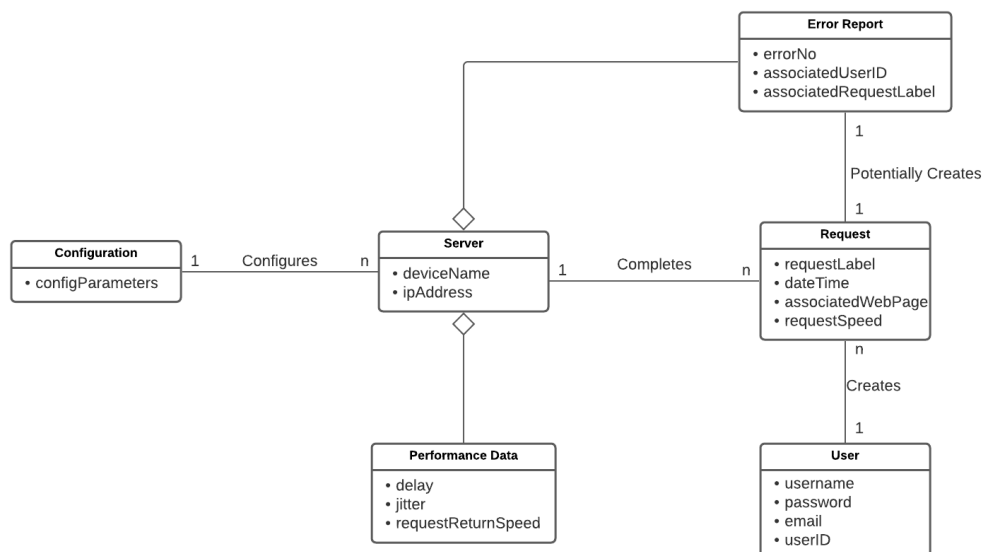 Error Report
• errorNo
• associatedUserID
• associatedRequestLabel
1
Potentially Creates
1
Configuration
• configParameters
1
Configures
n
Server
• deviceName
• ipAddress
1
Completes
n
Request
• requestLabel
• dateTime
• associatedWebPage
• requestSpeed
n
Creates
1
Performance Data
• delay
• jitter
• requestReturnSpeed
User
• username
• password
• email
• userID